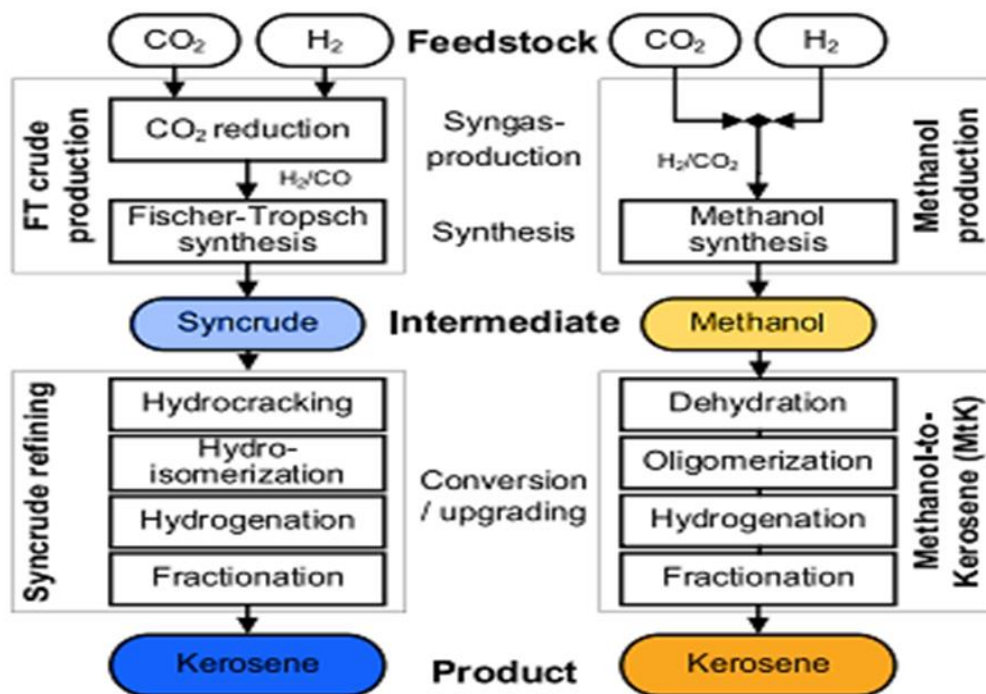 CO₂ H₂ Feedstock CO₂ H₂
FT crude
production
CO₂ reduction
Syngas-
production
H₂/CO
H₂/CO₂
Methanol
production
Fischer-Tropsch
synthesis
Synthesis
Methanol
synthesis
Syncrude Intermediate Methanol
Syncrude refining
Hydrocracking
Hydro-
isomerization
Hydrogenation
Fractionation
Conversion
/ upgrading
Dehydration
Oligomerization
Hydrogenation
Fractionation
Methanol-to-
Kerosene (MtK)
Kerosene Product Kerosene